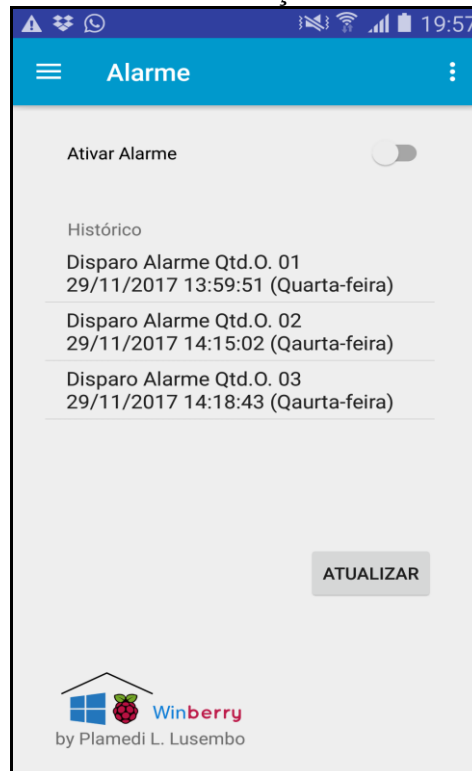 19:57
Alarme
Ativar Alarme
Histórico
Disparo Alarme Qtd.O. 01
29/11/2017 13:59:51 (Quarta-feira)
Disparo Alarme Qtd.O. 02
29/11/2017 14:15:02 (Qaurta-feira)
Disparo Alarme Qtd.O. 03
29/11/2017 14:18:43 (Qaurta-feira)
ATUALIZAR
Winberry
by Plamedi L. Lusembo